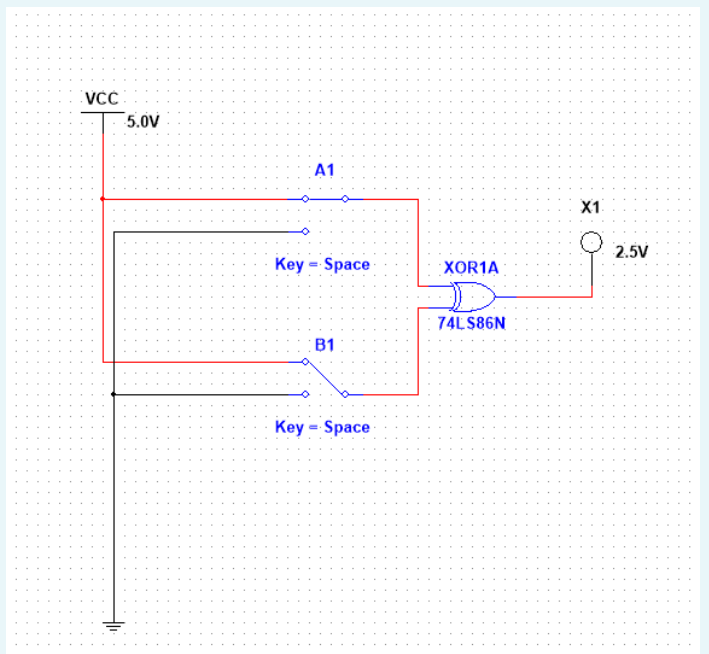 VCC
5.0V
A1
X1
Key = Space
2.5V
XOR1A
74LS86N
B1
Key = Space